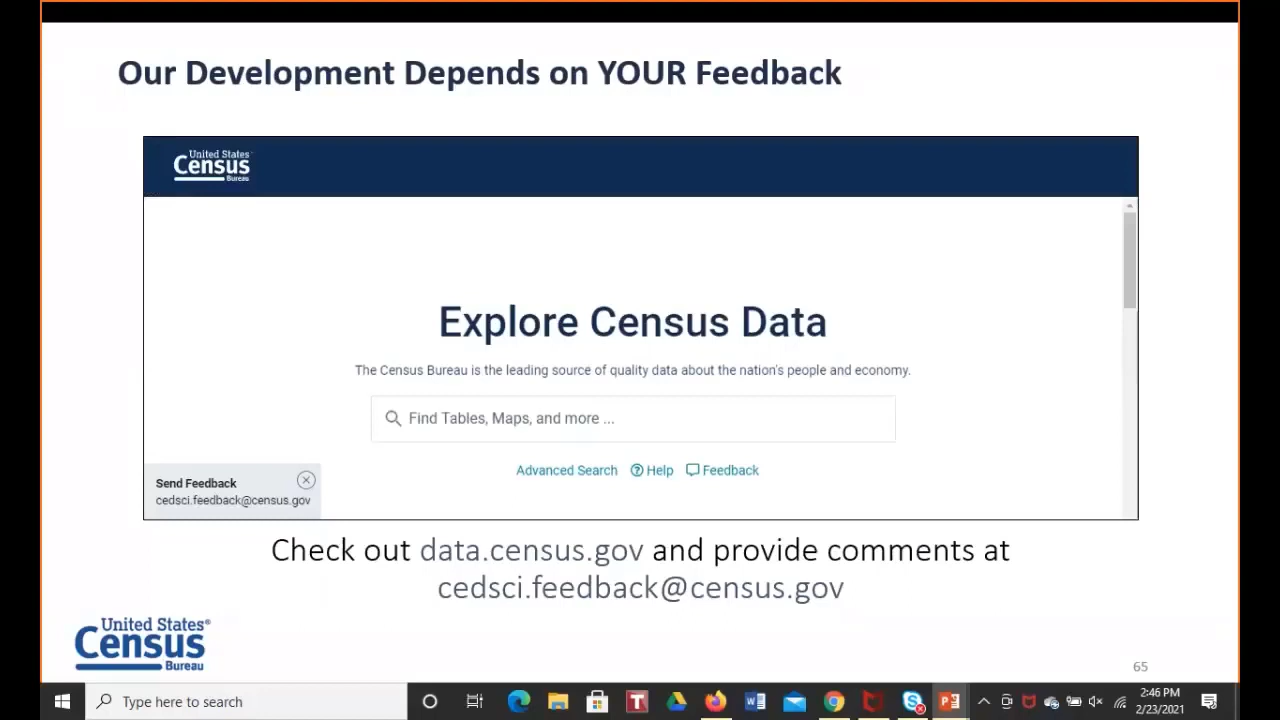 Our Development Depends on YOUR Feedback
United States
Census
Bureau
Explore Census Data
The Census Bureau is the leading source of quality data about the nation's people and economy.
Find Tables, Maps, and more ...
Advanced Search Help Feedback
Send Feedback
cedsci.feedback@census.gov
Check out data.census.gov and provide comments at
cedsci.feedback@census.gov
United States®
Census
Bureau
65
Type here to search
2:46 PM
2/23/2021